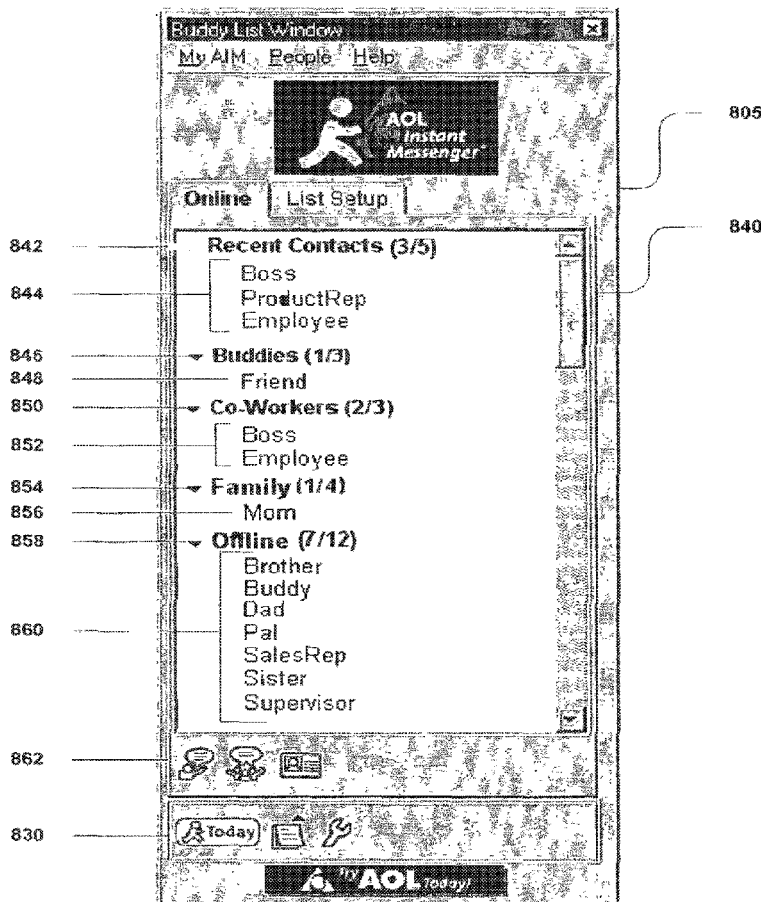 Buddy List Window
My AIM People Help
AOL
Instant
Messenger
805
Online List Setup
840
842 Recent Contacts (3/5)
Boss
844 ProductRep
Employee
846 Buddies (1/3)
848 Friend
850 Co-Workers (2/3)
Boss
852
Employee
854 Family (1/4)
856 Mom
858 Offline (7/12)
Brother
Buddy
Dad
860 Pal
SalesRep
Sister
Supervisor
862
830 Today
Try AOL Today!